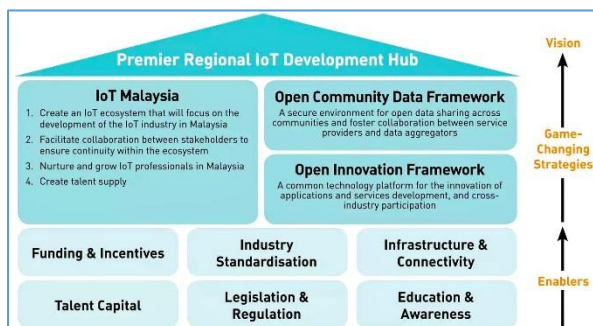 Premier Regional IoT Development Hub
IoT Malaysia
1. Create an IoT ecosystem that will focus on the
development of the IoT industry in Malaysia
2. Facilitate collaboration between stakeholders to
ensure continuity within the ecosystem
3. Nurture and grow IoT professionals in Malaysia
4. Create talent supply
Open Community Data Framework
A secure environment for open data sharing across
communities and foster collaboration between service
providers and data aggregators
Open Innovation Framework
A common technology platform for the innovation of
applications and services development, and cross-
industry participation
Funding & Incentives
Industry
Standardisation
Infrastructure &
Connectivity
Talent Capital
Legislation &
Regulation
Education &
Awareness
Vision
Game-
Changing
Strategies
Enablers